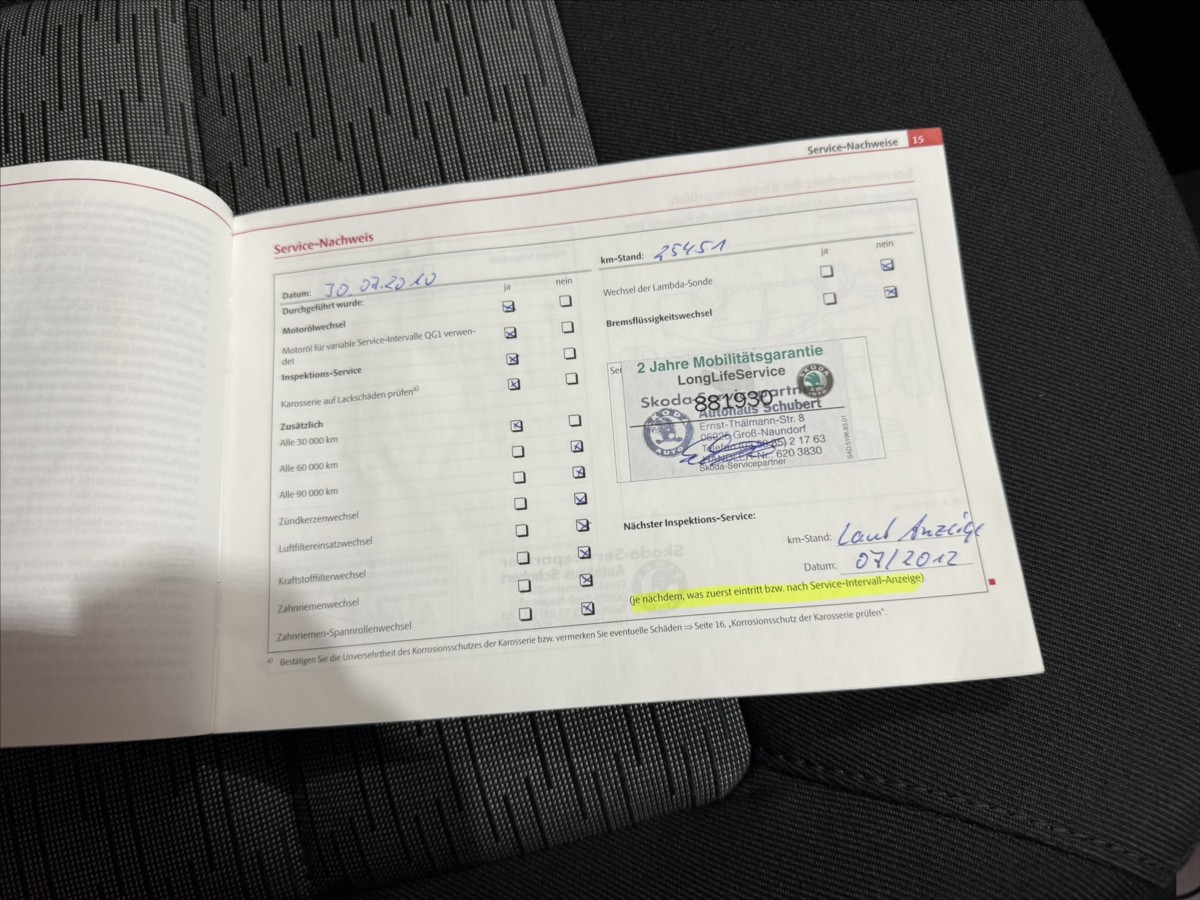 Service-Nachweise 15
Service-Nachweis
Datum: 30.07.2010
ja nein
Durchgeführt wurde:
Motorölwechsel
Motoröl für variable Service-Intervalle QG1 verwen-
det
Inspektions-Service
Karosserie auf Lackschäden prüfen a)
Zusätzlich
Alle 30 000 km
Alle 60 000 km
Alle 90 000 km
Zündkerzenwechsel
Luftfiltereinsatzwechsel
Kraftstofffilterwechsel
Zahnriemenwechsel
Zahnriemen-Spannrollenwechsel
km-Stand: 25451
ja nein
Wechsel der Lambda-Sonde
Bremsflüssigkeitswechsel
2 Jahre Mobilitätsgarantie
LongLifeService
Skoda-Servicepartner
881930
Autohaus Schubert
Ernst-Thälmann-Str. 8
Groß-Naundorf
2 17 63
620 3830
Skoda-Servicepartner
Nächster Inspektions-Service:
km-Stand: Laut Anzeige
Datum: 07/2012
(je nachdem, was zuerst eintritt bzw. nach Service-Intervall-Anzeige)
a) Bestätigen Sie die Unversehrtheit des Korrosionsschutzes der Karosserie bzw. vermerken Sie eventuelle Schäden ⇒ Seite 16, „Korrosionsschutz der Karosserie prüfen".